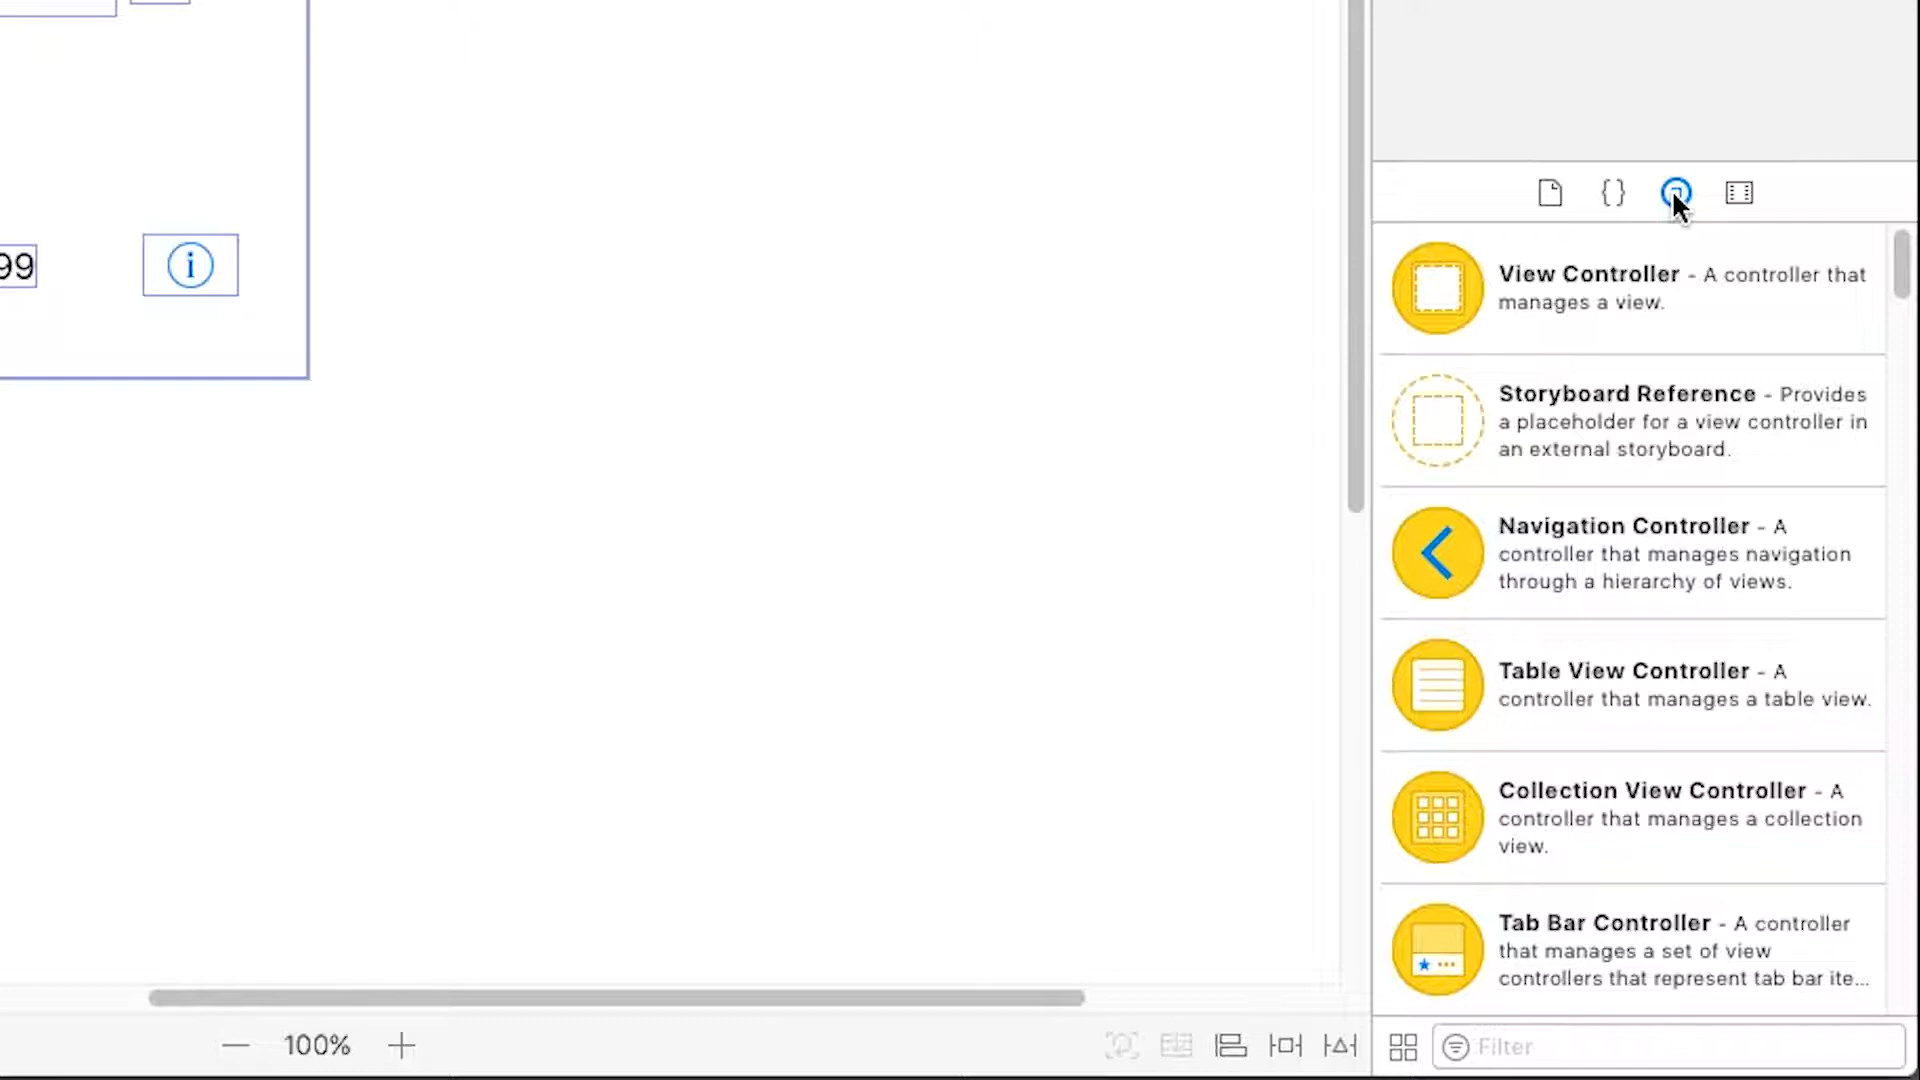 99
i
{}
View Controller - A controller that
manages a view.
Storyboard Reference - Provides
a placeholder for a view controller in
an external storyboard.
Navigation Controller - A
controller that manages navigation
through a hierarchy of views.
Table View Controller - A
controller that manages a table view.
Collection View Controller - A
controller that manages a collection
view.
Tab Bar Controller - A controller
that manages a set of view
controllers that represent tab bar ite...
100%
Filter